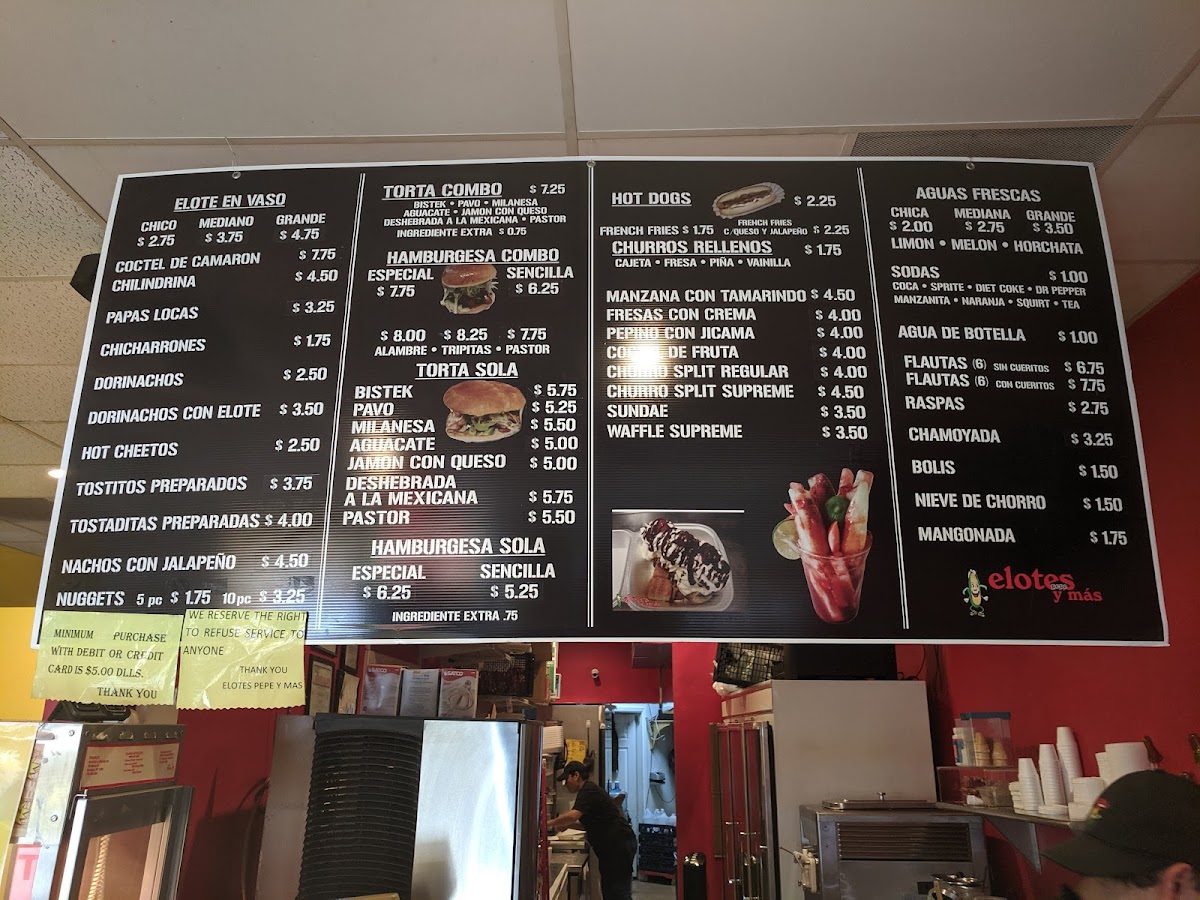 ELOTE EN VASO
CHICO MEDIANO GRANDE
$ 2.75 $ 3.75 $ 4.75
COCTEL DE CAMARON $ 7.75
CHILINDRINA $ 4.50
PAPAS LOCAS $ 3.25
CHICHARRONES $ 1.75
DORINACHOS $ 2.50
DORINACHOS CON ELOTE $ 3.50
HOT CHEETOS $ 2.50
TOSTITOS PREPARADOS $ 3.75
TOSTADITAS PREPARADAS $ 4.00
NACHOS CON JALAPEÑO $ 4.50
NUGGETS 5 pc $ 1.75 10 pc $ 3.25
TORTA COMBO $ 7.25
BISTEK • PAVO • MILANESA
AGUACATE • JAMON CON QUESO
DESHEBRADA A LA MEXICANA • PASTOR
INGREDIENTE EXTRA $ 0.75
HAMBURGESA COMBO
ESPECIAL SENCILLA
$ 7.75 $ 6.25
$ 8.00 $ 8.25 $ 7.75
ALAMBRE • TRIPITAS • PASTOR
TORTA SOLA
BISTEK $ 5.75
PAVO $ 5.25
MILANESA $ 5.50
AGUACATE $ 5.00
JAMON CON QUESO $ 5.00
DESHEBRADA
A LA MEXICANA $ 5.75
PASTOR $ 5.50
HAMBURGESA SOLA
ESPECIAL SENCILLA
$ 6.25 $ 5.25
INGREDIENTE EXTRA .75
HOT DOGS $ 2.25
FRENCH FRIES $ 1.75 FRENCH FRIES C/QUESO Y JALAPEÑO $ 2.25
CHURROS RELLENOS $ 1.75
CAJETA • FRESA • PIÑA • VAINILLA
MANZANA CON TAMARINDO $ 4.50
FRESAS CON CREMA $ 4.00
PEPINO CON JICAMA $ 4.00
DE FRUTA $ 4.00
CHURRO SPLIT REGULAR $ 4.00
CHURRO SPLIT SUPREME $ 4.50
SUNDAE $ 3.50
WAFFLE SUPREME $ 3.50
AGUAS FRESCAS
CHICA MEDIANA GRANDE
$ 2.00 $ 2.75 $ 3.50
LIMON • MELON • HORCHATA
SODAS $ 1.00
COCA • SPRITE • DIET COKE • DR PEPPER
MANZANITA • NARANJA • SQUIRT • TEA
AGUA DE BOTELLA $ 1.00
FLAUTAS (6) SIN CUERITOS $ 6.75
FLAUTAS (6) CON CUERITOS $ 7.75
RASPAS $ 2.75
CHAMOYADA $ 3.25
BOLIS $ 1.50
NIEVE DE CHORRO $ 1.50
MANGONADA $ 1.75
elotes
pepe
y más
MINIMUM PURCHASE
WITH DEBIT OR CREDIT
CARD IS $5.00 DLLS.
THANK YOU
WE RESERVE THE RIGHT
TO REFUSE SERVICE TO
ANYONE
THANK YOU
ELOTES PEPE Y MAS
SATCO
SATCO